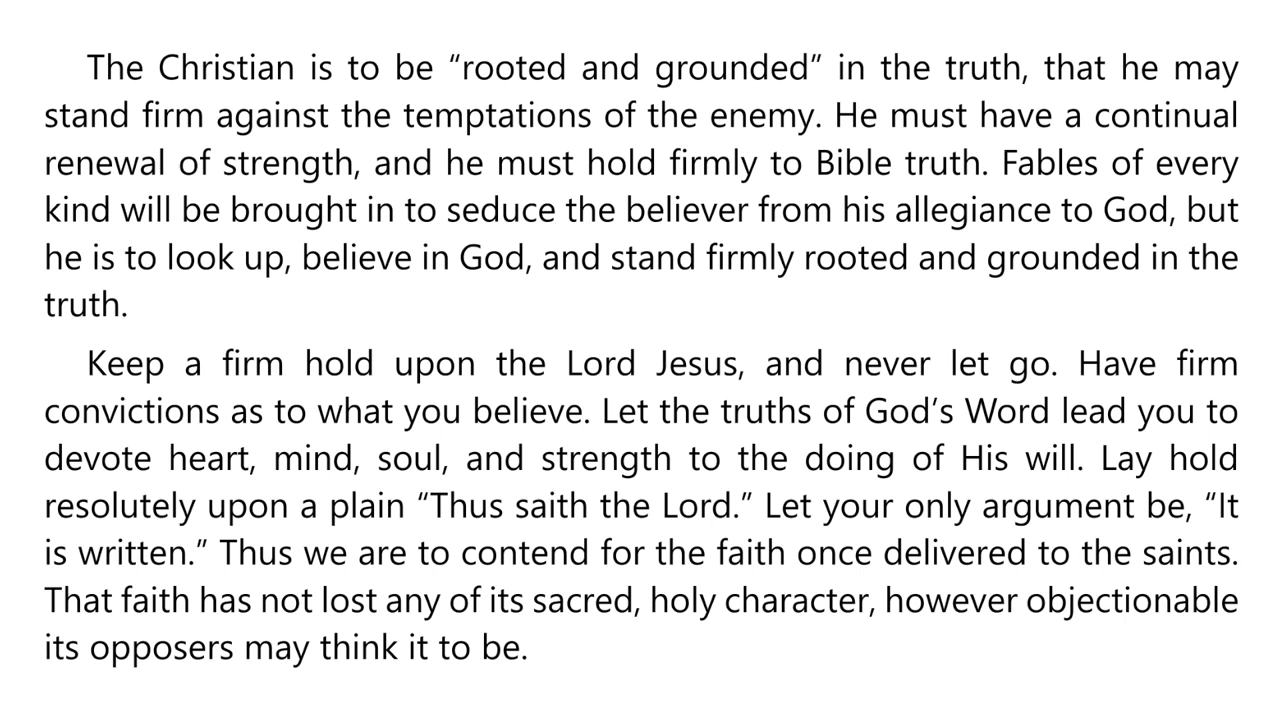 The Christian is to be “rooted and grounded” in the truth, that he may
stand firm against the temptations of the enemy. He must have a continual
renewal of strength, and he must hold firmly to Bible truth. Fables of every
kind will be brought in to seduce the believer from his allegiance to God, but
he is to look up, believe in God, and stand firmly rooted and grounded in the
truth.
Keep a firm hold upon the Lord Jesus, and never let go. Have firm
convictions as to what you believe. Let the truths of God’s Word lead you to
devote heart, mind, soul, and strength to the doing of His will. Lay hold
resolutely upon a plain “Thus saith the Lord.” Let your only argument be, “It
is written.” Thus we are to contend for the faith once delivered to the saints.
That faith has not lost any of its sacred, holy character, however objectionable
its opposers may think it to be.